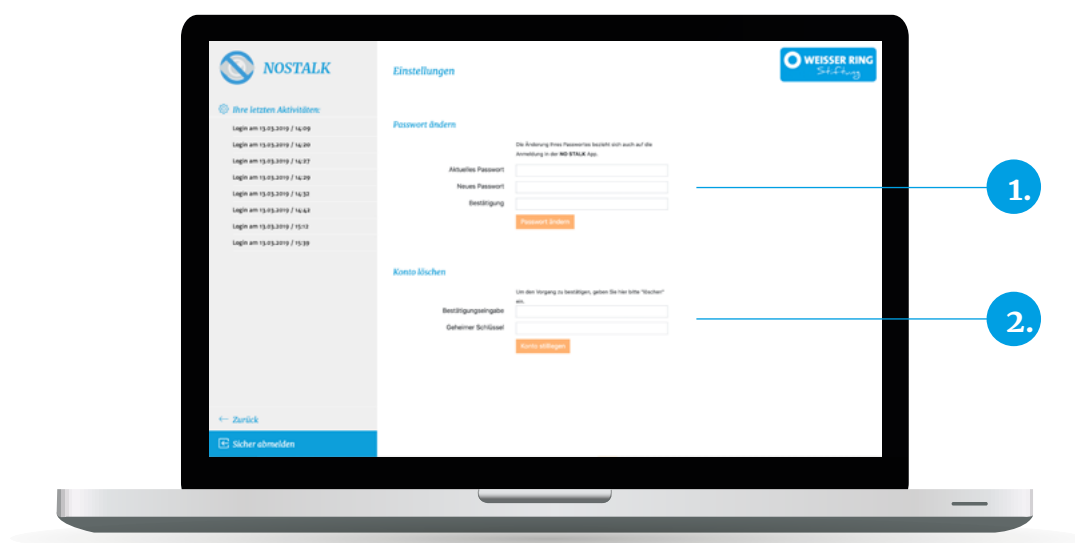 NOSTALK
Einstellungen
WEISSER RING
Stiftung
Ihre letzten Aktivitäten:
Login am 13.03.2019 / 14:09
Login am 13.03.2019 / 14:20
Login am 13.03.2019 / 14:27
Login am 13.03.2019 / 14:29
Login am 13.03.2019 / 14:32
Login am 13.03.2019 / 14:42
Login am 13.03.2019 / 15:12
Login am 13.03.2019 / 15:39
Zurück
Sicher abmelden
Passwort ändern
Die Änderung Ihres Passwortes bezieht sich auch auf die
Anmeldung in der NO STALK App.
Aktuelles Passwort
Neues Passwort
Bestätigung
Passwort ändern
1.
Konto löschen
Um den Vorgang zu bestätigen, geben Sie hier bitte "löschen"
ein.
Bestätigungseingabe
Geheimer Schlüssel
Konto stilllegen
2.